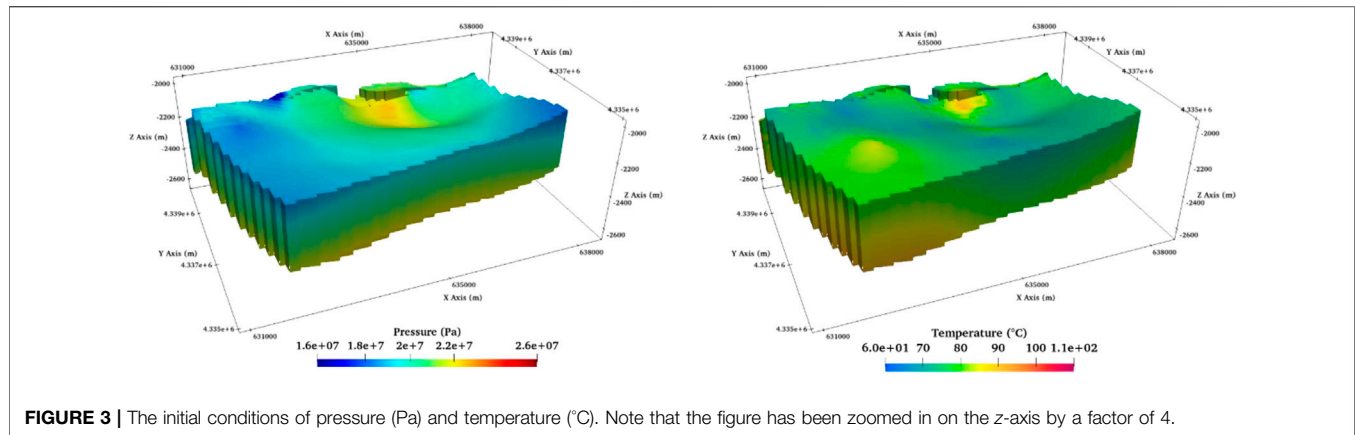 X Axis (m)
631000
635000
638000
4.339e+6
Y Axis (m)
4.337e+6
4.335e+6
-2000
-2200
Z Axis (m)
-2400
-2600
-2000
-2200
Z Axis (m)
-2400
-2600
4.339e+6
Y Axis (m)
4.337e+6
4.335e+6
631000
635000
X Axis (m)
638000
Pressure (Pa)
1.6e+07 1.8e+07 2e+07 2.2e+07 2.6e+07
X Axis (m)
631000
635000
638000
4.339e+6
Y Axis (m)
4.337e+6
4.335e+6
-2000
-2200
Z Axis (m)
-2400
-2600
-2000
-2200
Z Axis (m)
-2400
-2600
4.339e+6
Y Axis (m)
4.337e+6
4.335e+6
631000
635000
X Axis (m)
638000
Temperature (°C)
6.0e+01 70 80 90 100 1.1e+02
FIGURE 3 | The initial conditions of pressure (Pa) and temperature (°C). Note that the figure has been zoomed in on the z-axis by a factor of 4.